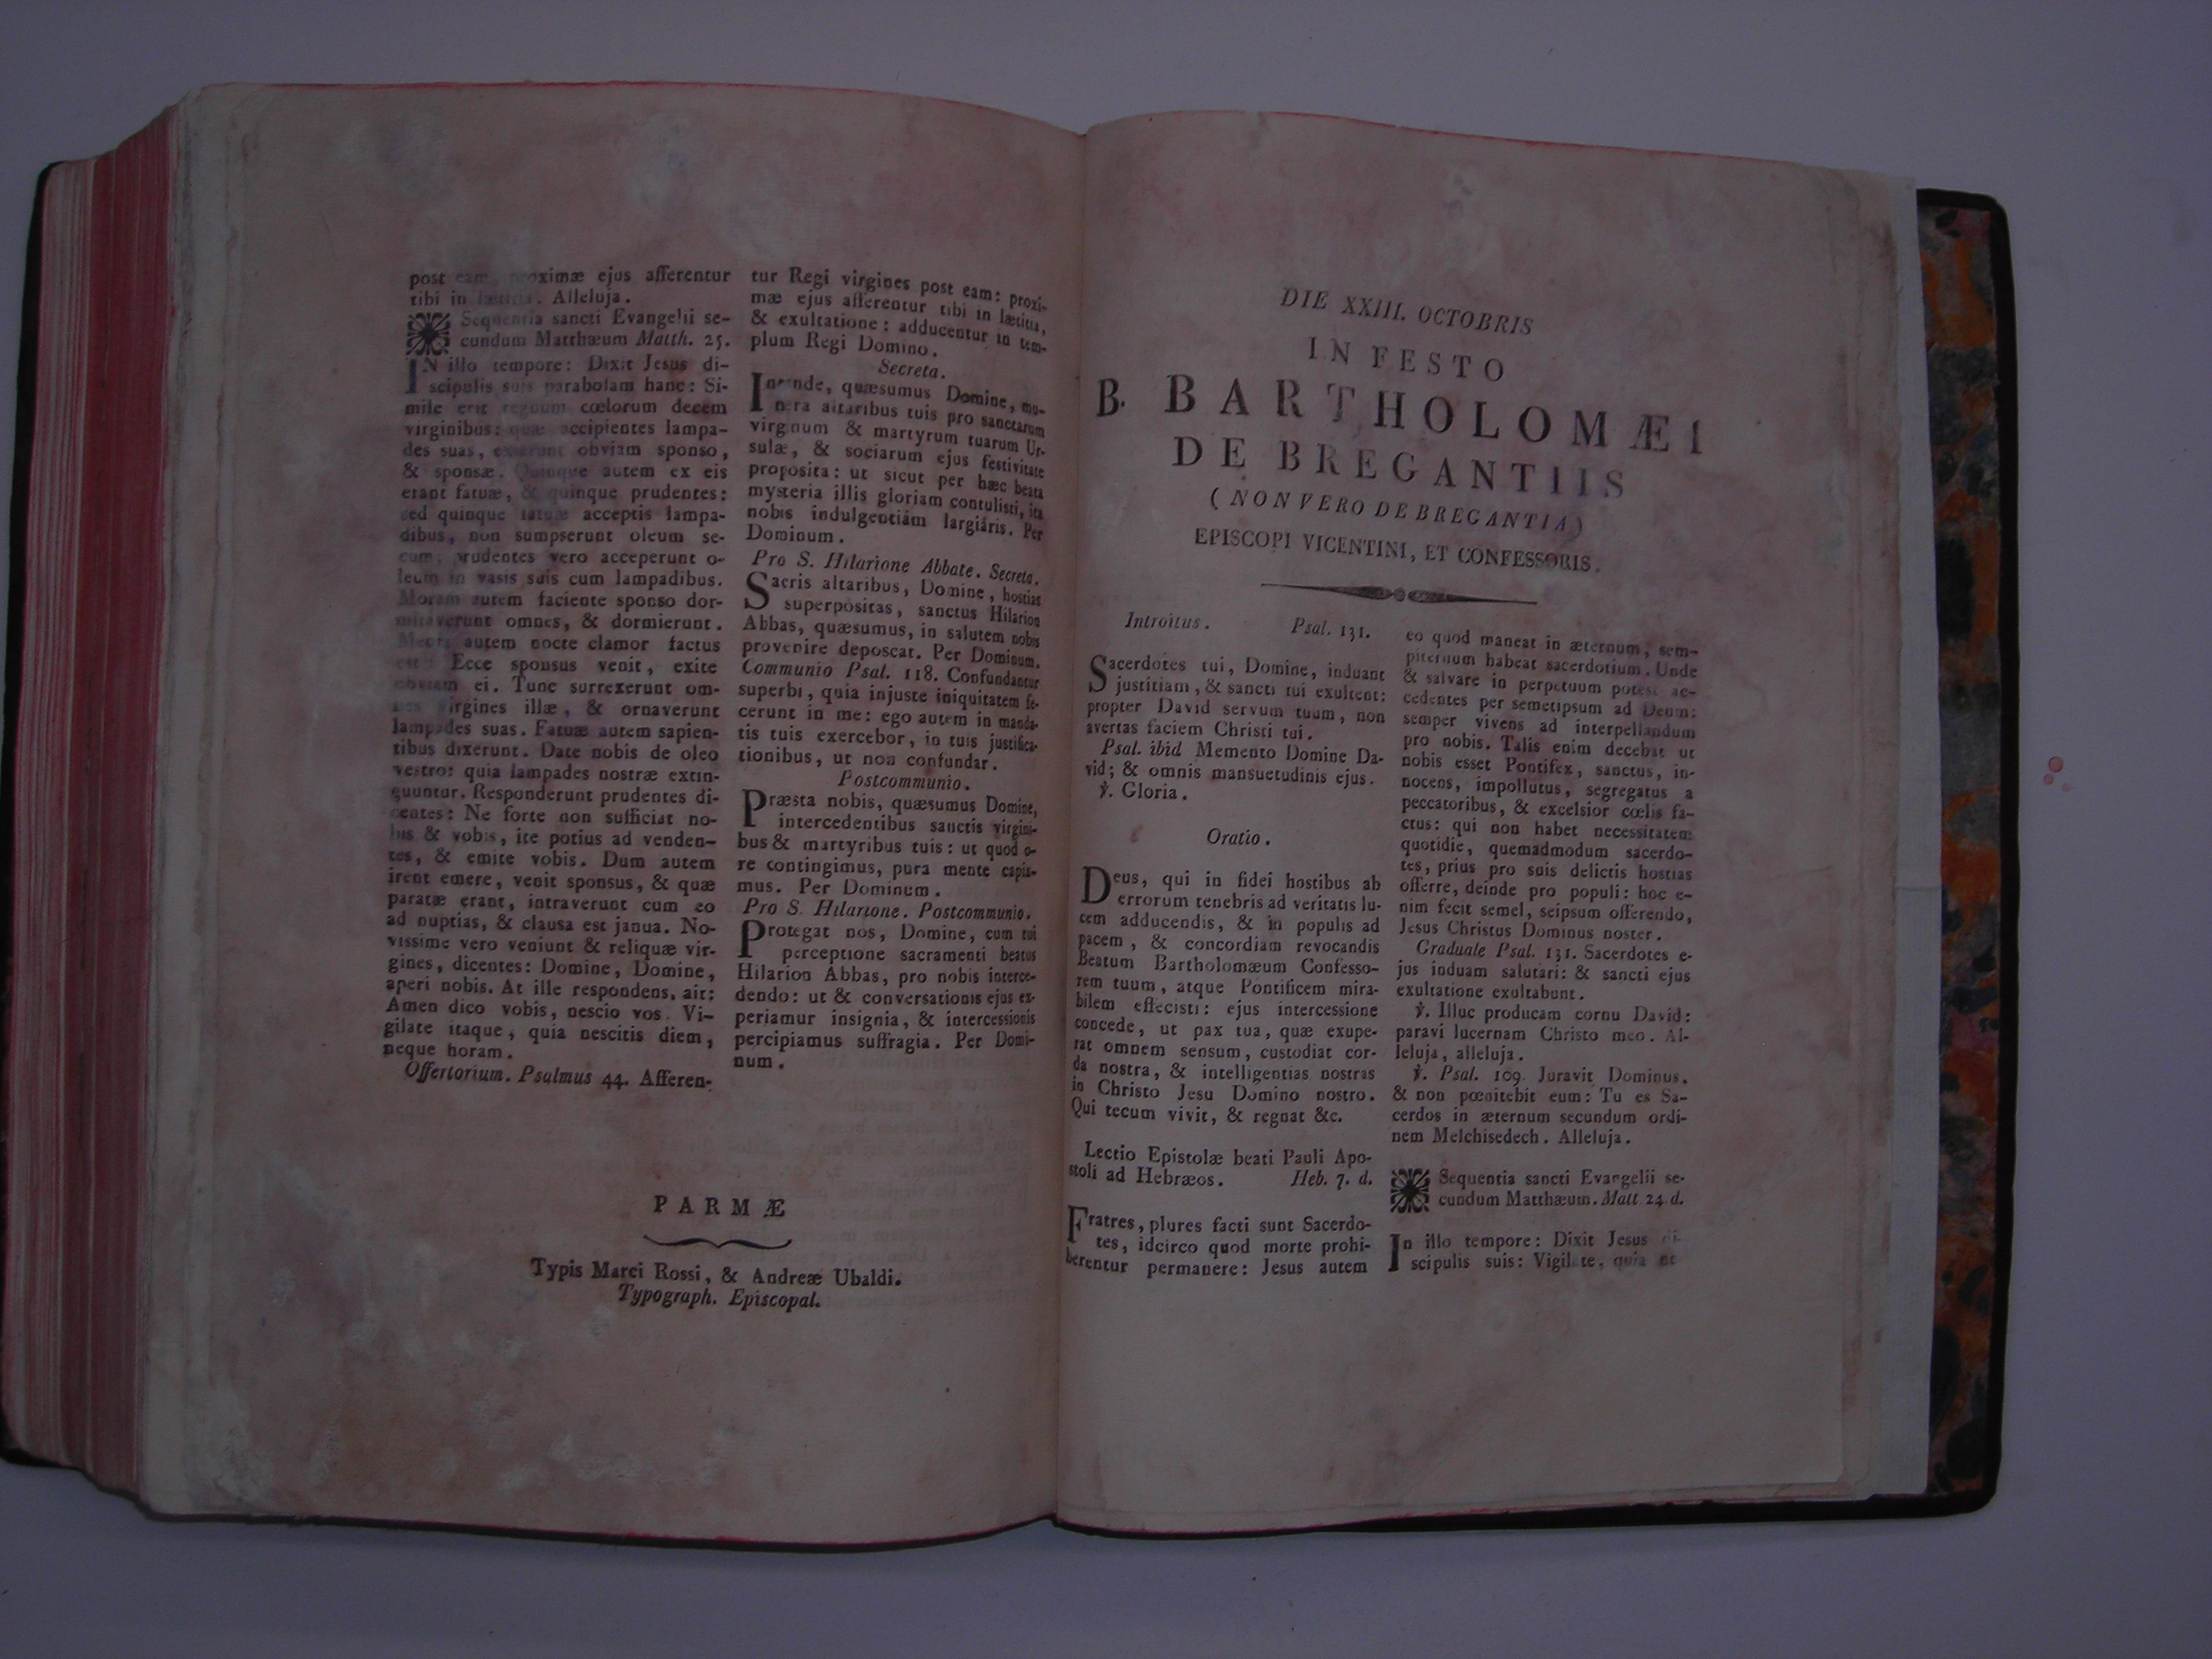 post eam, proximæ ejus afferentur
tibi in lætitia. Alleluja.
Sequentia sancti Evangelii se-
cundum Matthæum Matth. 25.
IN illo tempore: Dixit Jesus di-
scipulis suis parabolam hanc: Si-
mile erit regnum cœlorum decem
virginibus: quæ accipientes lampa-
des suas, exierunt obviam sponso,
& sponsæ. Quinque autem ex eis
erant fatuæ, & quinque prudentes:
sed quinque fatuæ acceptis lampa-
dibus, non sumpserunt oleum se-
cum; prudentes vero acceperunt o-
leum in vasis suis cum lampadibus.
Moram autem faciente sponso dor-
mitaverunt omnes, & dormierunt.
Media autem nocte clamor factus
est: Ecce sponsus venit, exite
obviam ei. Tunc surrexerunt om-
nes virgines illæ, & ornaverunt
lampades suas. Fatuæ autem sapien-
tibus dixerunt. Date nobis de oleo
vestro: quia lampades nostræ extin-
guuntur. Responderunt prudentes di-
centes: Ne forte non sufficiat no-
bis & vobis, ite potius ad venden-
tes, & emite vobis. Dum autem
irent emere, venit sponsus, & quæ
paratæ erant, intraverunt cum eo
ad nuptias, & clausa est janua. No-
vissime vero veniunt & reliquæ vir-
gines, dicentes: Domine, Domine,
aperi nobis. At ille respondens, ait:
Amen dico vobis, nescio vos. Vi-
gilate itaque, quia nescitis diem,
neque horam.
Offertorium. Psalmus 44. Afferen-
tur Regi virgines post eam: proxi-
mæ ejus afferentur tibi in lætitia,
& exultatione: adducentur in tem-
plum Regi Domino.
Secreta.
Intende, quæsumus Domine, mu-
nera altaribus tuis pro sanctarum
virginum & martyrum tuarum Ur-
sulæ, & sociarum ejus festivitate
proposita: ut sicut per hæc beata
mysteria illis gloriam contulisti, ita
nobis indulgentiam largiáris. Per
Dominum.
Pro S. Hilarione Abbate. Secreta.
Sacris altaribus, Domine, hostias
superpositas, sanctus Hilarion
Abbas, quæsumus, in salutem nobis
provenire deposcat. Per Dominum.
Communio Psal. 118. Confundantur
superbi, quia injuste iniquitatem fe-
cerunt in me: ego autem in manda-
tis tuis exercebor, in tuis justifica-
tionibus, ut non confundar.
Postcommunio.
Præsta nobis, quæsumus Domine,
intercedentibus sanctis virgini-
bus & martyribus tuis: ut quod o-
re contingimus, pura mente capia-
mus. Per Dominum.
Pro S. Hilarione. Postcommunio.
Protegat nos, Domine, cum tui
perceptione sacramenti beatus
Hilarion Abbas, pro nobis interce-
dendo: ut & conversationis ejus ex-
periamur insignia, & intercessionis
percipiamus suffragia. Per Domi-
num.
PARMÆ
Typis Marci Rossi, & Andreæ Ubaldi.
Typograph. Episcopal.
DIE XXIII. OCTOBRIS
IN FESTO
B. BARTHOLOMÆI
DE BREGANTIIS
(NON VERO DE BREGANTIA)
EPISCOPI VICENTINI, ET CONFESSORIS.
Introitus. Psal. 131.
Sacerdotes tui, Domine, induant
justitiam, & sancti tui exultent:
propter David servum tuum, non
avertas faciem Christi tui.
Psal. ibid Memento Domine Da-
vid; & omnis mansuetudinis ejus.
℣. Gloria.
Oratio.
Deus, qui in fidei hostibus ab
errorum tenebris ad veritatis lu-
cem adducendis, & in populis ad
pacem, & concordiam revocandis
Beatum Bartholomæum Confesso-
rem tuum, atque Pontificem mira-
bilem effecisti: ejus intercessione
concede, ut pax tua, quæ exupe-
rat omnem sensum, custodiat cor-
da nostra, & intelligentias nostras
in Christo Jesu Domino nostro.
Qui tecum vivit, & regnat &c.
Lectio Epistolæ beati Pauli Apo-
stoli ad Hebræos. Heb. 7. d.
Fratres, plures facti sunt Sacerdo-
tes, idcirco quod morte prohi-
berentur permanere: Jesus autem
eo quod maneat in æternum, sem-
piternum habeat sacerdotium. Unde
& salvare in perpetuum potest ac-
cedentes per semetipsum ad Deum:
semper vivens ad interpellandum
pro nobis. Talis enim decebat ut
nobis esset Pontifex, sanctus, in-
nocens, impollutus, segregatus a
peccatoribus, & excelsior cœlis fa-
ctus: qui non habet necessitatem
quotidie, quemadmodum sacerdo-
tes, prius pro suis delictis hostias
offerre, deinde pro populi: hoc e-
nim fecit semel, seipsum offerendo,
Jesus Christus Dominus noster.
Graduale Psal. 131. Sacerdotes e-
jus induam salutari: & sancti ejus
exultatione exultabunt.
℣. Illuc producam cornu David:
paravi lucernam Christo meo. Al-
leluja, alleluja.
℣. Psal. 109. Juravit Dominus,
& non pœnitebit eum: Tu es Sa-
cerdos in æternum secundum ordi-
nem Melchisedech. Alleluja.
Sequentia sancti Evangelii se-
cundum Matthæum. Matt 24 d.
In illo tempore: Dixit Jesus di-
scipulis suis: Vigilate, quia ne